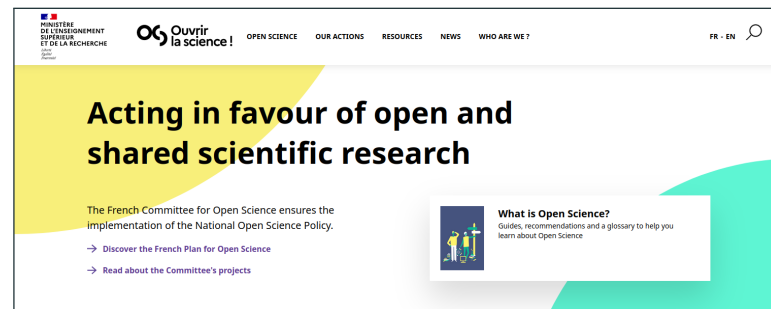 MINISTÈRE
DE L'ENSEIGNEMENT
SUPÉRIEUR
ET DE LA RECHERCHE
Liberté
Égalité
Fraternité
Ouvrir
la science !
OPEN SCIENCE
OUR ACTIONS
RESOURCES
NEWS
WHO ARE WE ?
FR - EN
Acting in favour of open and
shared scientific research
The French Committee for Open Science ensures the
implementation of the National Open Science Policy.
Discover the French Plan for Open Science
Read about the Committee's projects
What is Open Science?
Guides, recommendations and a glossary to help you
learn about Open Science